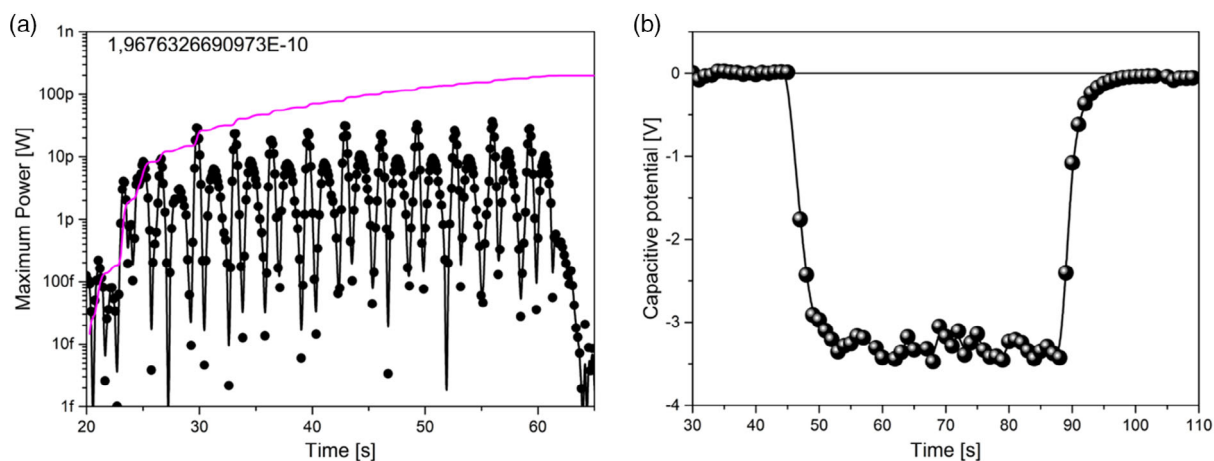 (a)
1,9676326690973E-10
1n
100p
10p
1p
100f
10f
1f
Maximum Power [W]
20
30
40
50
60
Time [s]
(b)
0
-1
-2
-3
-4
Capacitive potential [V]
30
40
50
60
70
80
90
100
110
Time [s]